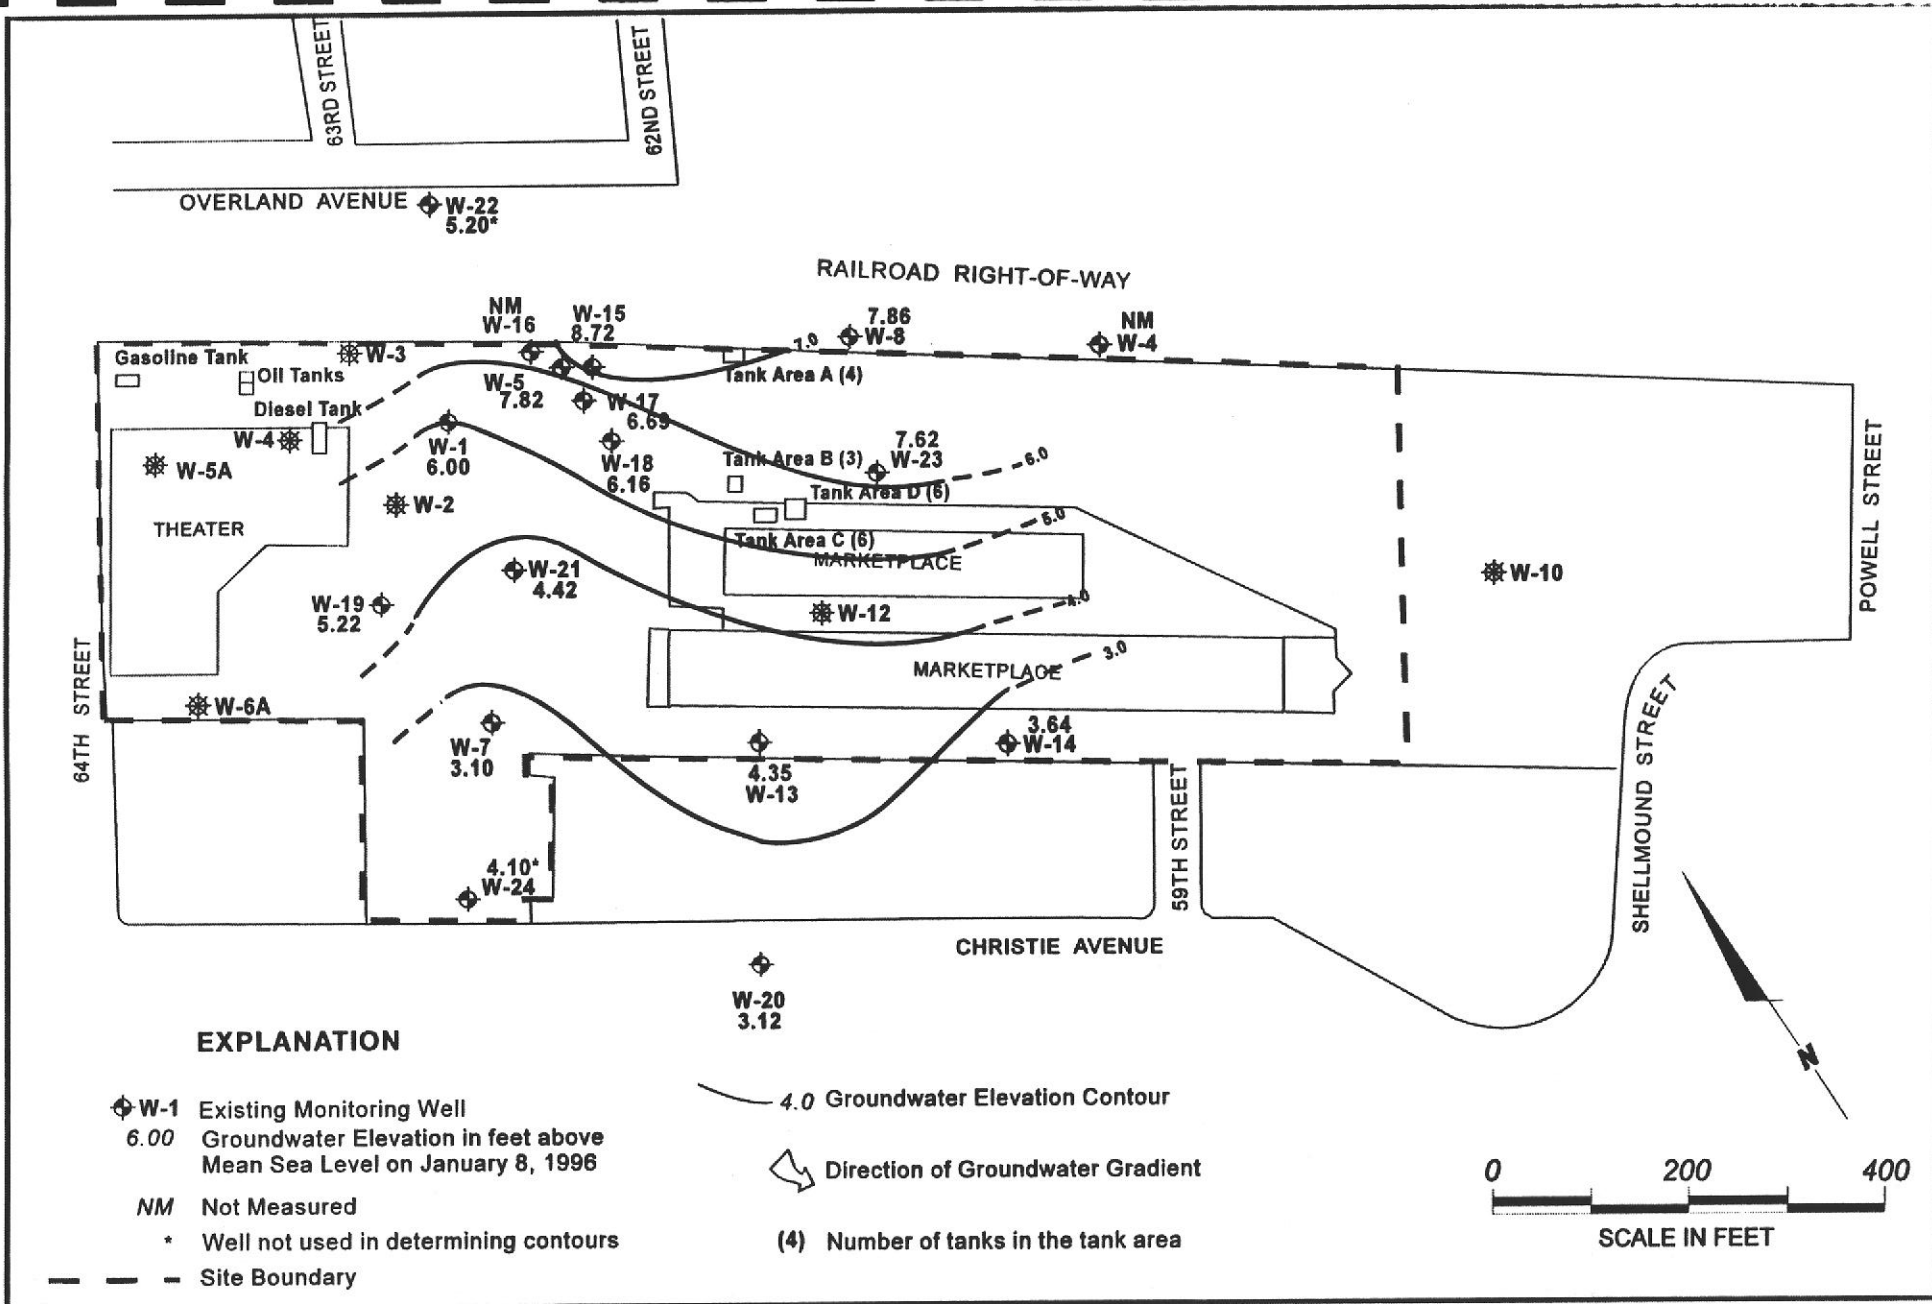 63RD STREET
62ND STREET
OVERLAND AVENUE
W-22
5.20*
RAILROAD RIGHT-OF-WAY
NM
W-16
W-15
8.72
7.86
W-8
NM
W-4
7.0
Gasoline Tank
W-3
Oil Tanks
Diesel Tank
W-5
7.82
Tank Area A (4)
W-17
6.69
W-4
W-5A
W-1
6.00
W-18
6.16
7.62
W-23
Tank Area B (3)
6.0
Tank Area D (6)
W-2
5.0
THEATER
Tank Area C (6)
MARKETPLACE
W-10
POWELL STREET
W-21
4.42
W-19
5.22
W-12
4.0
MARKETPLACE
3.0
64TH STREET
W-6A
W-7
3.10
3.64
W-14
4.35
W-13
59TH STREET
SHELLMOUND STREET
4.10*
W-24
CHRISTIE AVENUE
W-20
3.12
N
EXPLANATION
W-1 Existing Monitoring Well
6.00 Groundwater Elevation in feet above
Mean Sea Level on January 8, 1996
NM Not Measured
* Well not used in determining contours
Site Boundary
4.0 Groundwater Elevation Contour
Direction of Groundwater Gradient
(4) Number of tanks in the tank area
0 200 400
SCALE IN FEET